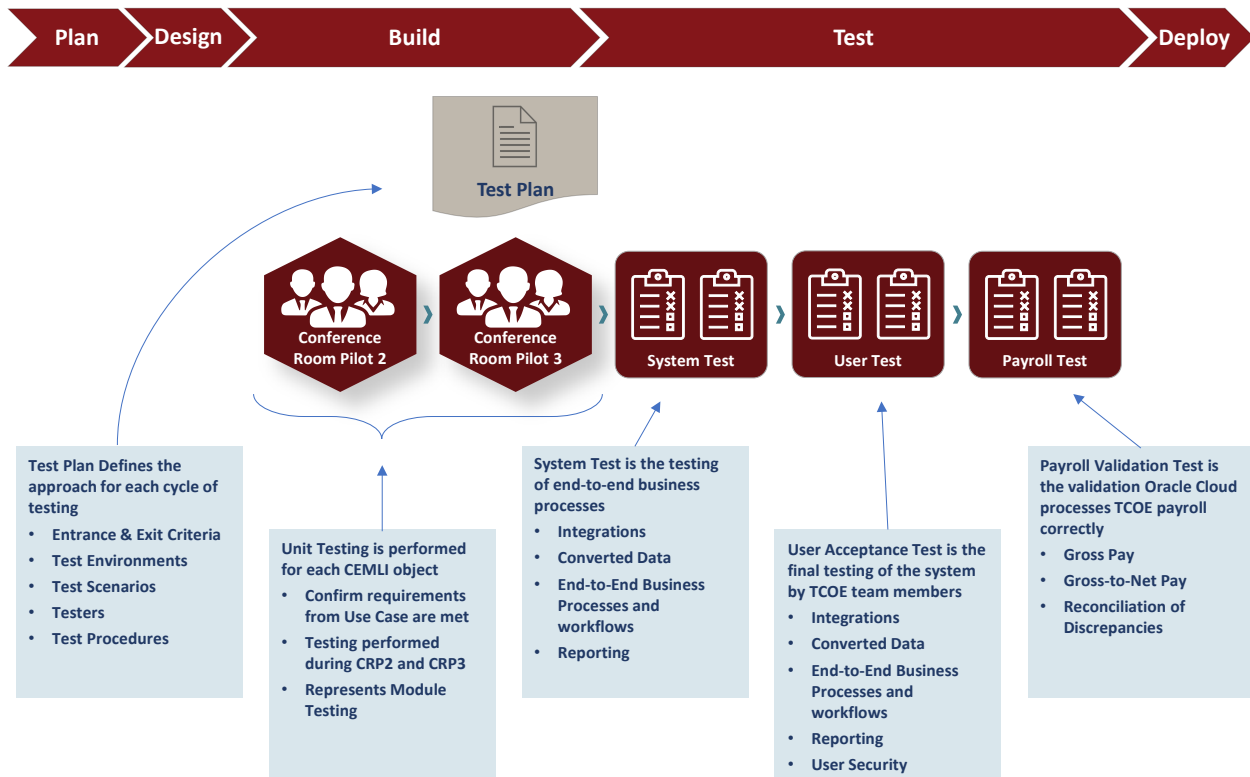 Plan
Design
Build
Test
Deploy
Test Plan
Conference
Room Pilot 2
Conference
Room Pilot 3
System Test
User Test
Payroll Test
Test Plan Defines the
approach for each cycle of
testing
• Entrance & Exit Criteria
• Test Environments
• Test Scenarios
• Testers
• Test Procedures
Unit Testing is performed
for each CEMLI object
• Confirm requirements
from Use Case are met
• Testing performed
during CRP2 and CRP3
• Represents Module
Testing
System Test is the testing
of end-to-end business
processes
• Integrations
• Converted Data
• End-to-End Business
Processes and
workflows
• Reporting
User Acceptance Test is the
final testing of the system
by TCOE team members
• Integrations
• Converted Data
• End-to-End Business
Processes and
workflows
• Reporting
• User Security
Payroll Validation Test is
the validation Oracle Cloud
processes TCOE payroll
correctly
• Gross Pay
• Gross-to-Net Pay
• Reconciliation of
Discrepancies